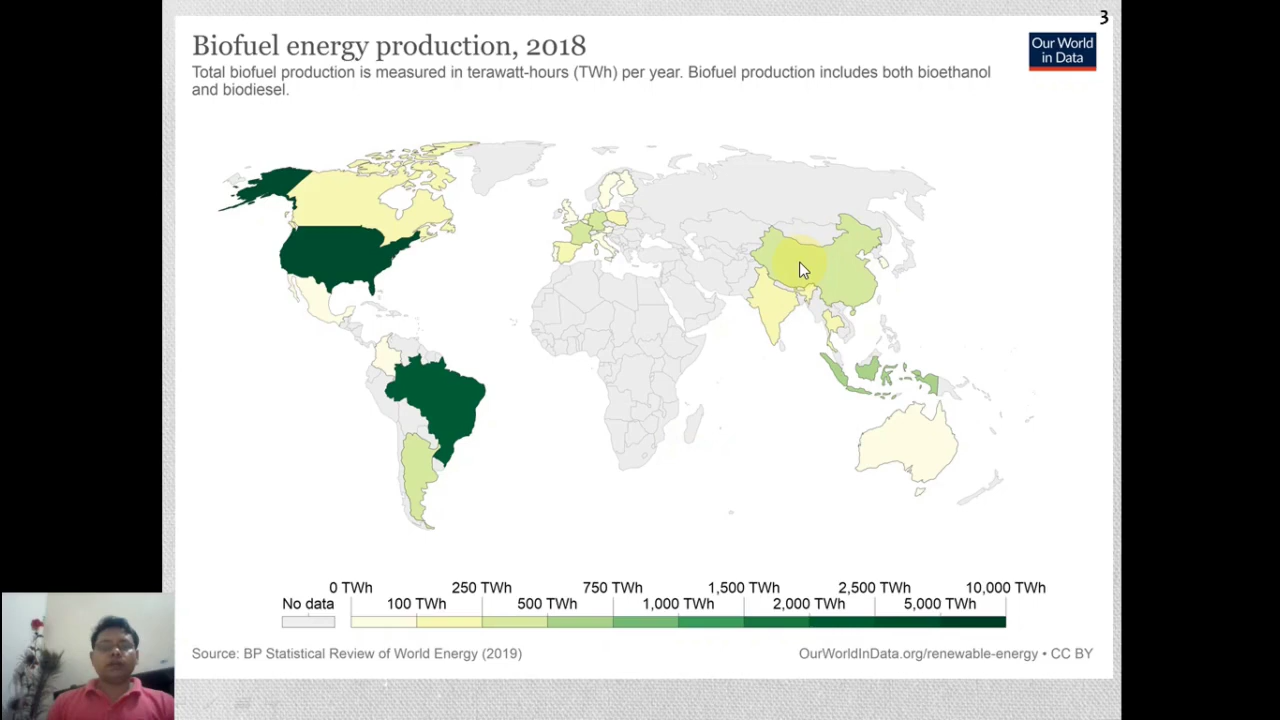 3
Biofuel energy production, 2018
Our World
in Data
Total biofuel production is measured in terawatt-hours (TWh) per year. Biofuel production includes both bioethanol
and biodiesel.
0 TWh 250 TWh 750 TWh 1,500 TWh 2,500 TWh 10,000 TWh
No data 100 TWh 500 TWh 1,000 TWh 2,000 TWh 5,000 TWh
Source: BP Statistical Review of World Energy (2019)
OurWorldInData.org/renewable-energy • CC BY